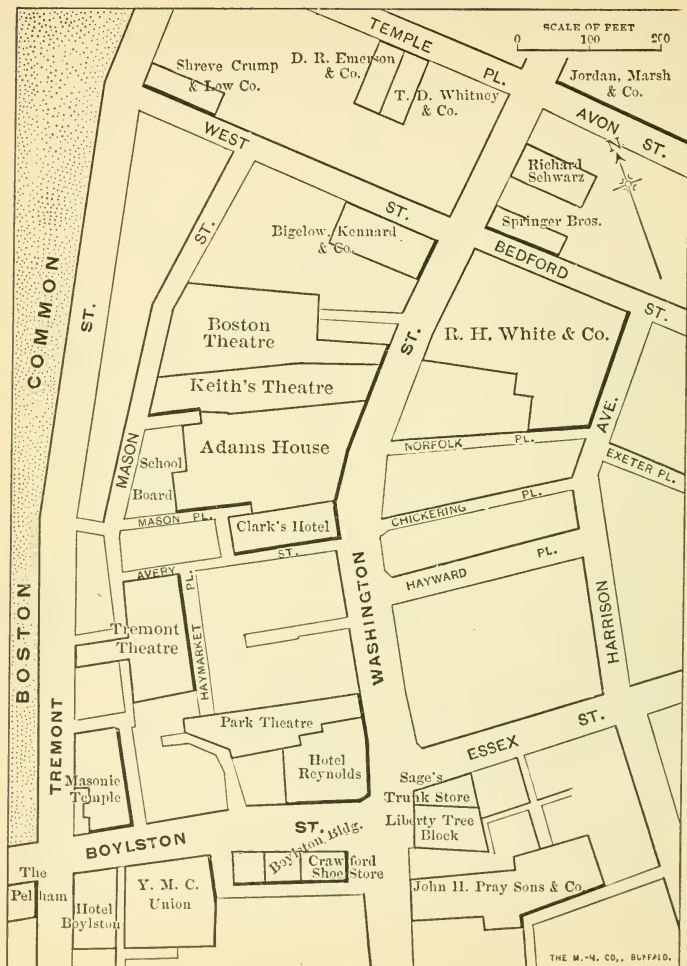 SCALE OF FEET
0 100 200
TEMPLE PL.
Shreve Crump
& Low Co.
D. R. Emerson
& Co.
T. D. Whitney
& Co.
Jordan, Marsh
& Co.
AVON ST.
N
WEST ST.
Richard
Schwarz
Springer Bros.
BEDFORD ST.
Bigelow, Kennard
& Co.
BOSTON COMMON
TREMONT ST.
MASON ST.
WASHINGTON ST.
Boston
Theatre
R. H. White & Co.
Keith's Theatre
Adams House
School
Board
NORFOLK PL.
HARRISON AVE.
EXETER PL.
MASON PL.
Clark's Hotel
CHICKERING PL.
AVERY ST.
HAYWARD PL.
HAYMARKET PL.
Tremont
Theatre
Park Theatre
ESSEX ST.
Hotel
Reynolds
Masonic
Temple
Sage's
Trunk Store
Liberty Tree
Block
BOYLSTON ST.
Boylston Bldg.
Crawford
Shoe Store
The
Pelham
Hotel
Boylston
Y. M. C.
Union
John H. Pray Sons & Co.
THE M.-N. CO., BUFFALO.